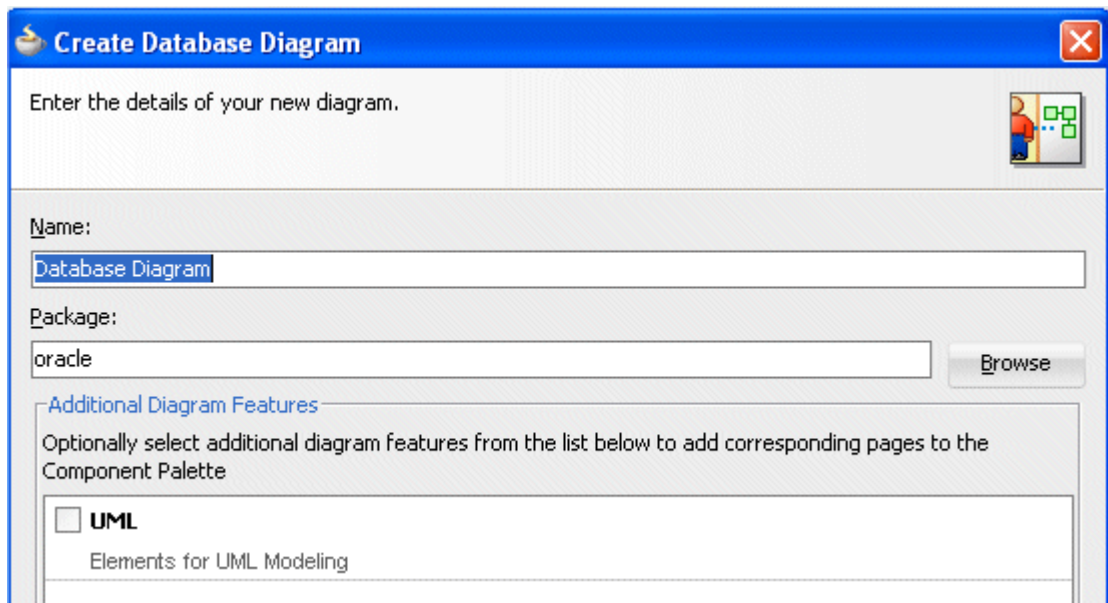 Create Database Diagram
Enter the details of your new diagram.
Name:
Database Diagram
Package:
oracle
Browse
Additional Diagram Features
Optionally select additional diagram features from the list below to add corresponding pages to the
Component Palette
UML
Elements for UML Modeling